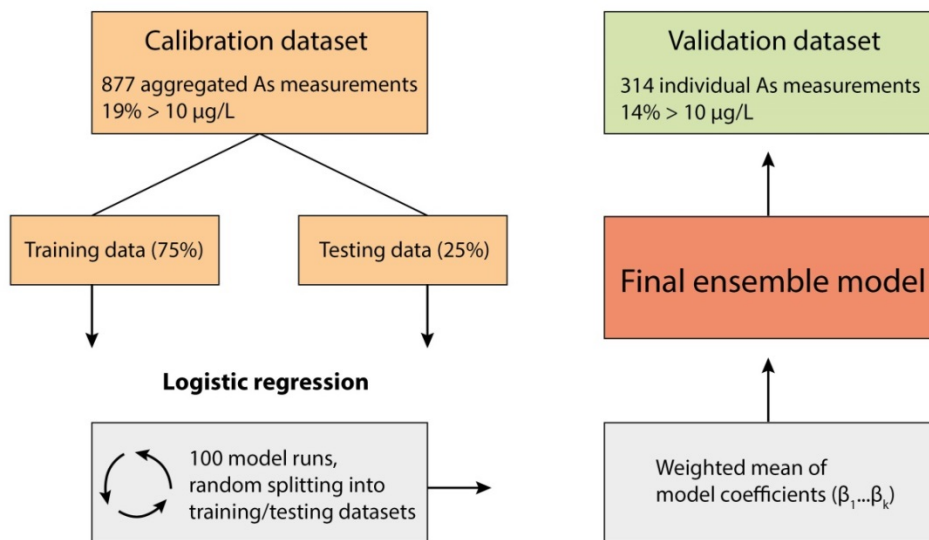 Calibration dataset
877 aggregated As measurements
19% > 10 µg/L
Training data (75%)
Testing data (25%)
Logistic regression
100 model runs,
random splitting into
training/testing datasets
Validation dataset
314 individual As measurements
14% > 10 µg/L
Final ensemble model
Weighted mean of
model coefficients (β₁...βₖ)